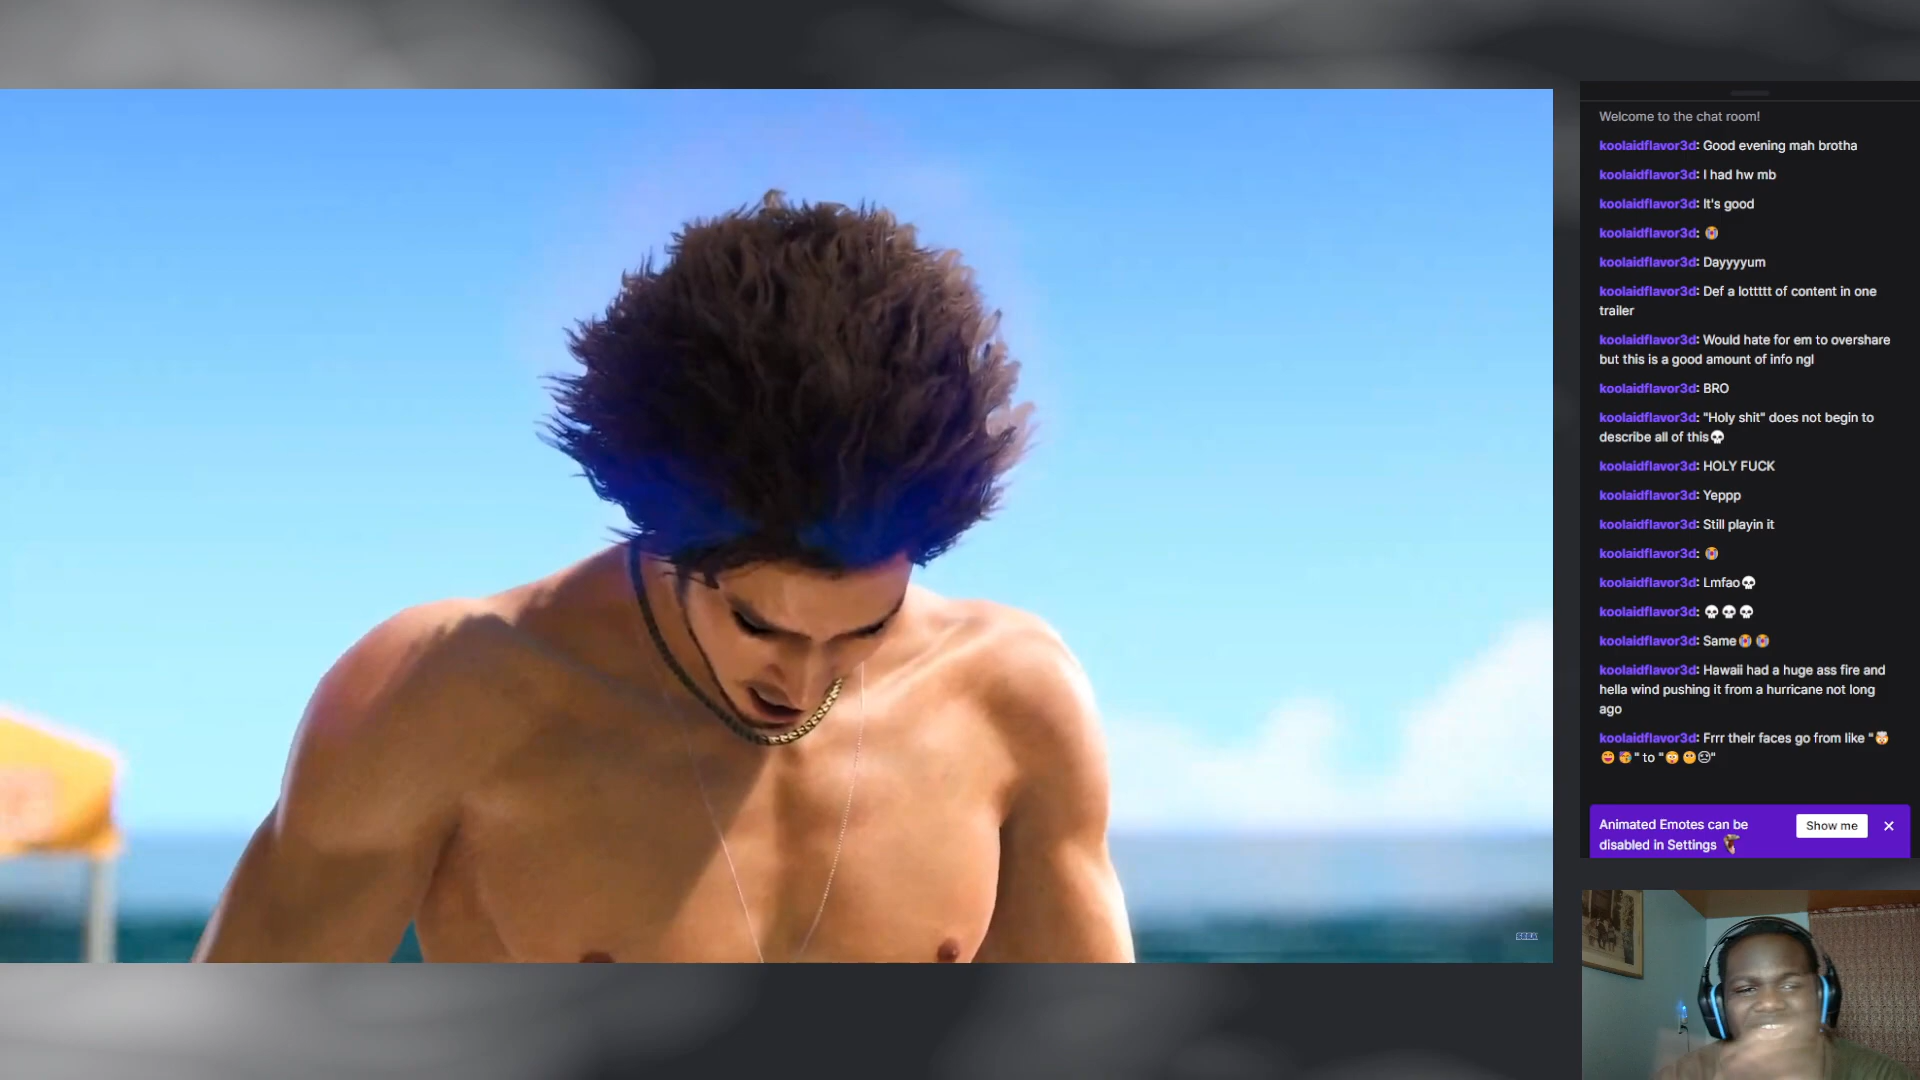 Welcome to the chat room!
koolaidflavor3d: Good evening mah brotha
koolaidflavor3d: I had hw mb
koolaidflavor3d: It's good
koolaidflavor3d: 😭
koolaidflavor3d: Dayyyyum
koolaidflavor3d: Def a lottttt of content in one
trailer
koolaidflavor3d: Would hate for em to overshare
but this is a good amount of info ngl
koolaidflavor3d: BRO
koolaidflavor3d: "Holy shit" does not begin to
describe all of this💀
koolaidflavor3d: HOLY FUCK
koolaidflavor3d: Yeppp
koolaidflavor3d: Still playin it
koolaidflavor3d: 😭
koolaidflavor3d: Lmfao💀
koolaidflavor3d: 💀💀💀
koolaidflavor3d: Same😭😭
koolaidflavor3d: Hawaii had a huge ass fire and
hella wind pushing it from a hurricane not long
ago
koolaidflavor3d: Frrr their faces go from like "
" to "
Animated Emotes can be
disabled in Settings
Show me
SEGA